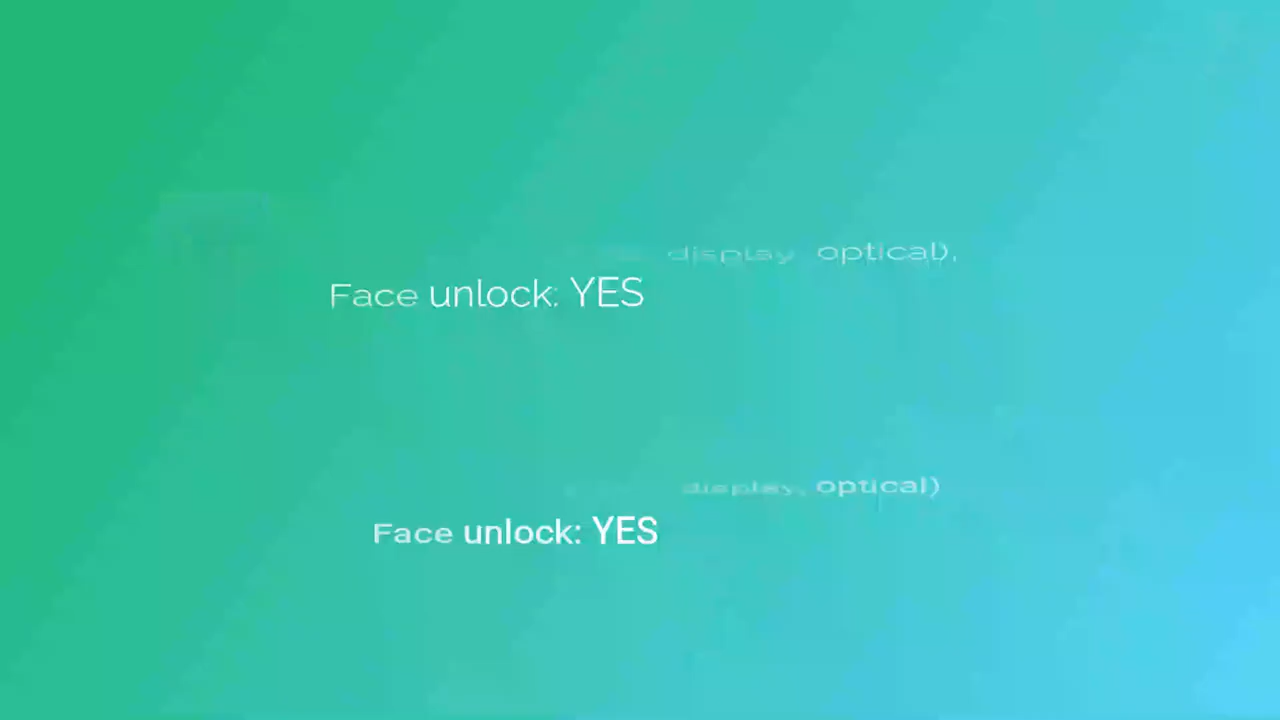 display, optical),
Face unlock: YES
display, optical)
Face unlock: YES